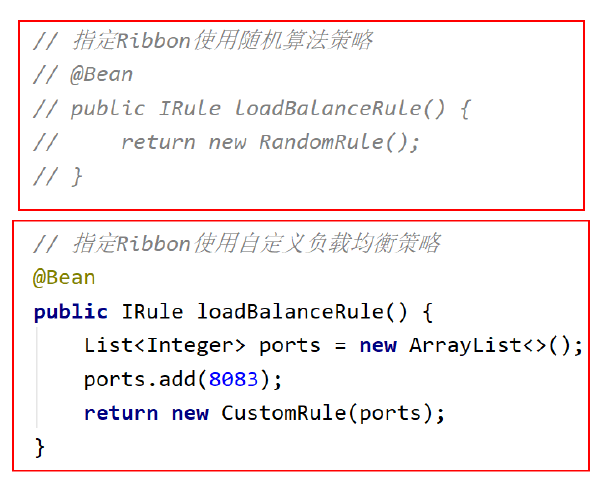 // 指定Ribbon使用随机算法策略
// @Bean
// public IRule loadBalanceRule() {
//     return new RandomRule();
// }
// 指定Ribbon使用自定义负载均衡策略
@Bean
public IRule loadBalanceRule() {
    List<Integer> ports = new ArrayList<>();
    ports.add(8083);
    return new CustomRule(ports);
}